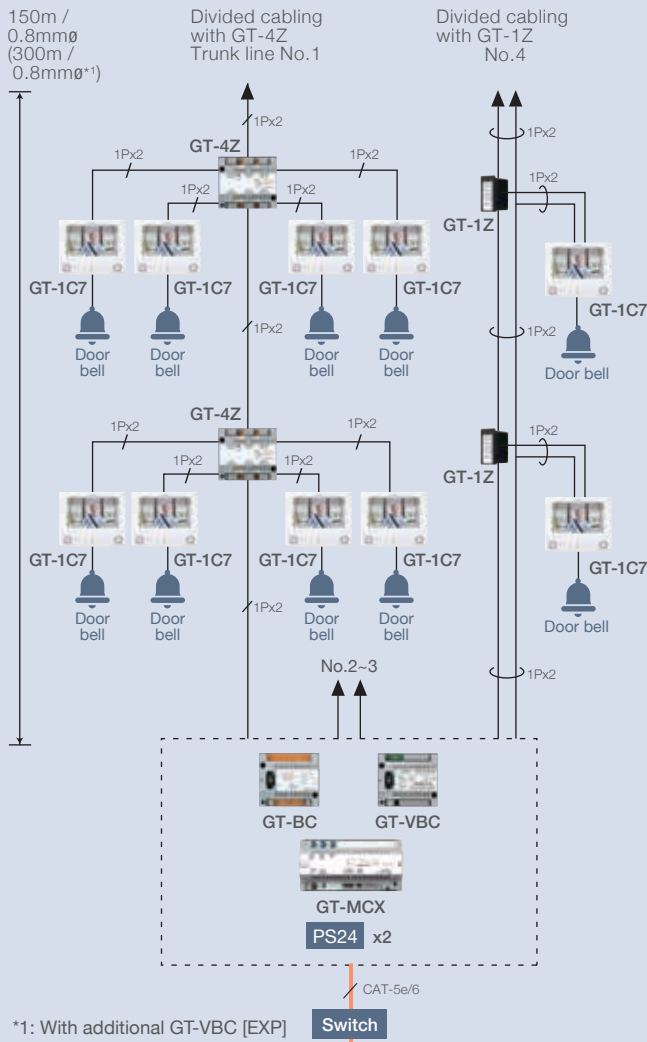 150m /
0.8mmø
(300m /
0.8mmø*1)
Divided cabling
with GT-4Z
Trunk line No.1
Divided cabling
with GT-1Z
No.4
1Px2
1Px2
GT-4Z
1Px2
1Px2
1Px2
1Px2
1Px2
GT-1Z
GT-1C7
GT-1C7
GT-1C7
GT-1C7
GT-1C7
Door
bell
Door
bell
Door
bell
Door
bell
Door bell
1Px2
1Px2
GT-4Z
1Px2
1Px2
1Px2
1Px2
1Px2
GT-1Z
GT-1C7
GT-1C7
GT-1C7
GT-1C7
GT-1C7
Door
bell
Door
bell
Door
bell
Door
bell
Door bell
1Px2
No.2~3
1Px2
GT-BC
GT-VBC
GT-MCX
PS24 x2
CAT-5e/6
*1: With additional GT-VBC [EXP]
Switch